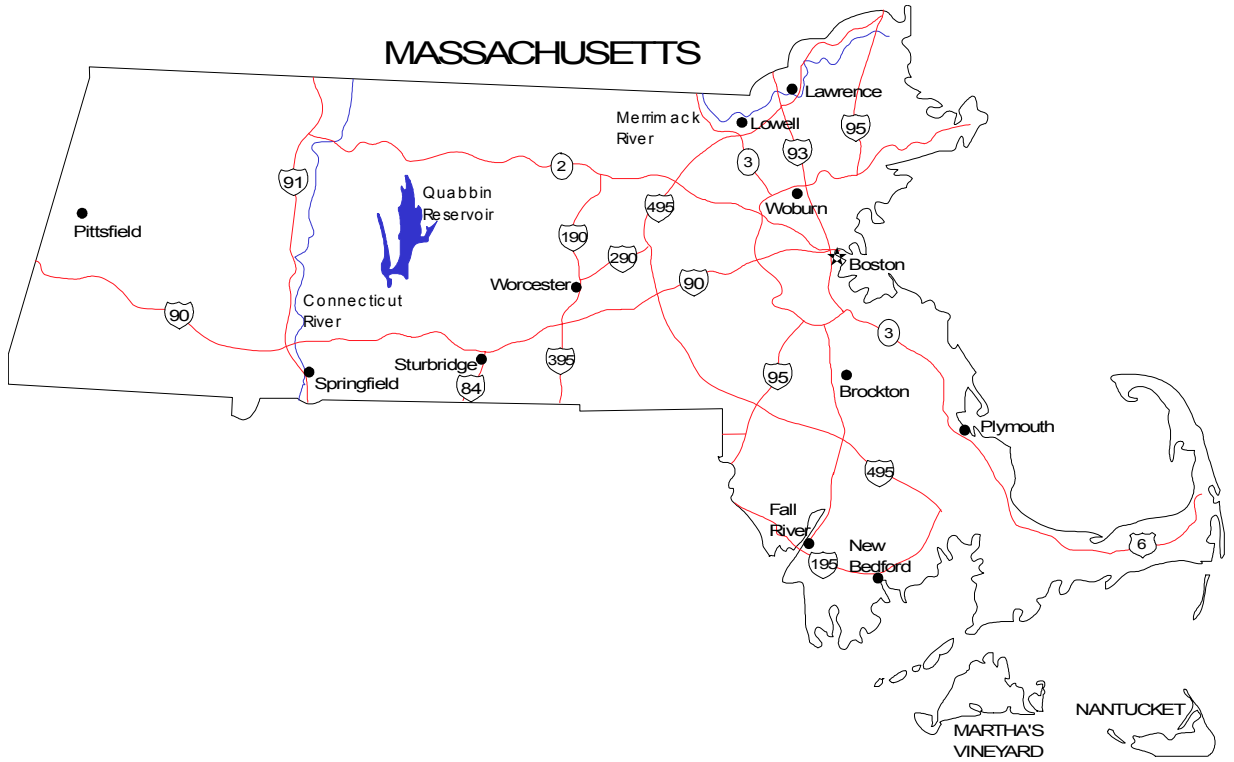 MASSACHUSETTS
Lawrence
Merrimack
River
Lowell
95
93
3
2
91
Quabbin
Reservoir
495
Woburn
Pittsfield
190
290
Boston
Worcester
90
Connecticut
River
90
3
395
Sturbridge
84
Springfield
95
Brockton
Plymouth
495
Fall
River
New
Bedford
195
6
MARTHA'S
VINEYARD
NANTUCKET